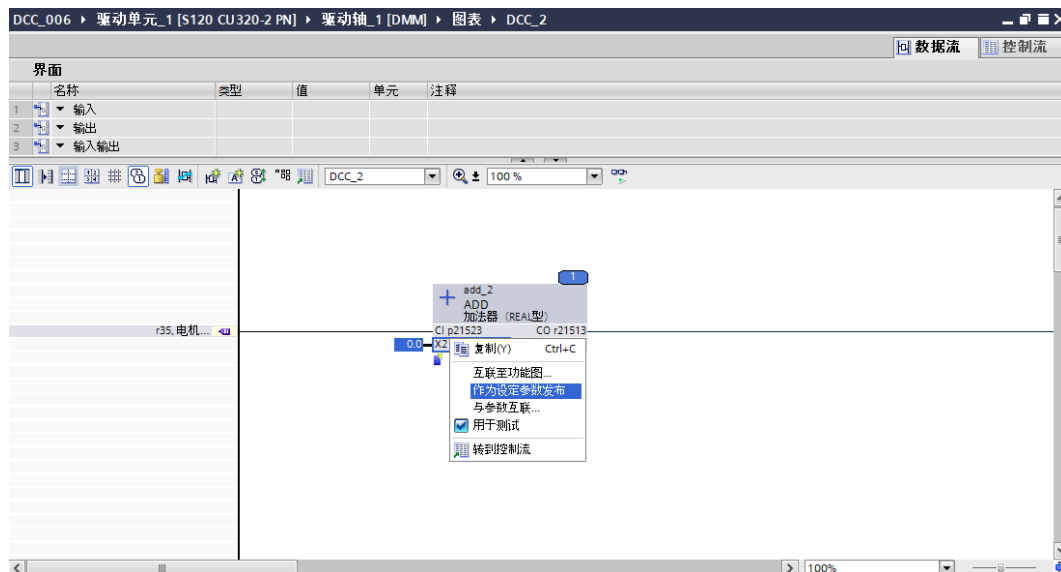 DCC_006 ▸ 驱动单元_1 [S120 CU320-2 PN] ▸ 驱动轴_1 [DMM] ▸ 图表 ▸ DCC_2
数据流 控制流
界面
名称 类型 值 单元 注释
1 输入
2 输出
3 输入输出
DCC_2 100 %
1
add_2
ADD
加法器（REAL型）
r35, 电机... CI p21523 CO r21513
0.0 X2
复制(Y) Ctrl+C
互联至功能图...
作为设定参数发布
与参数互联...
用于测试
转到控制流
100%